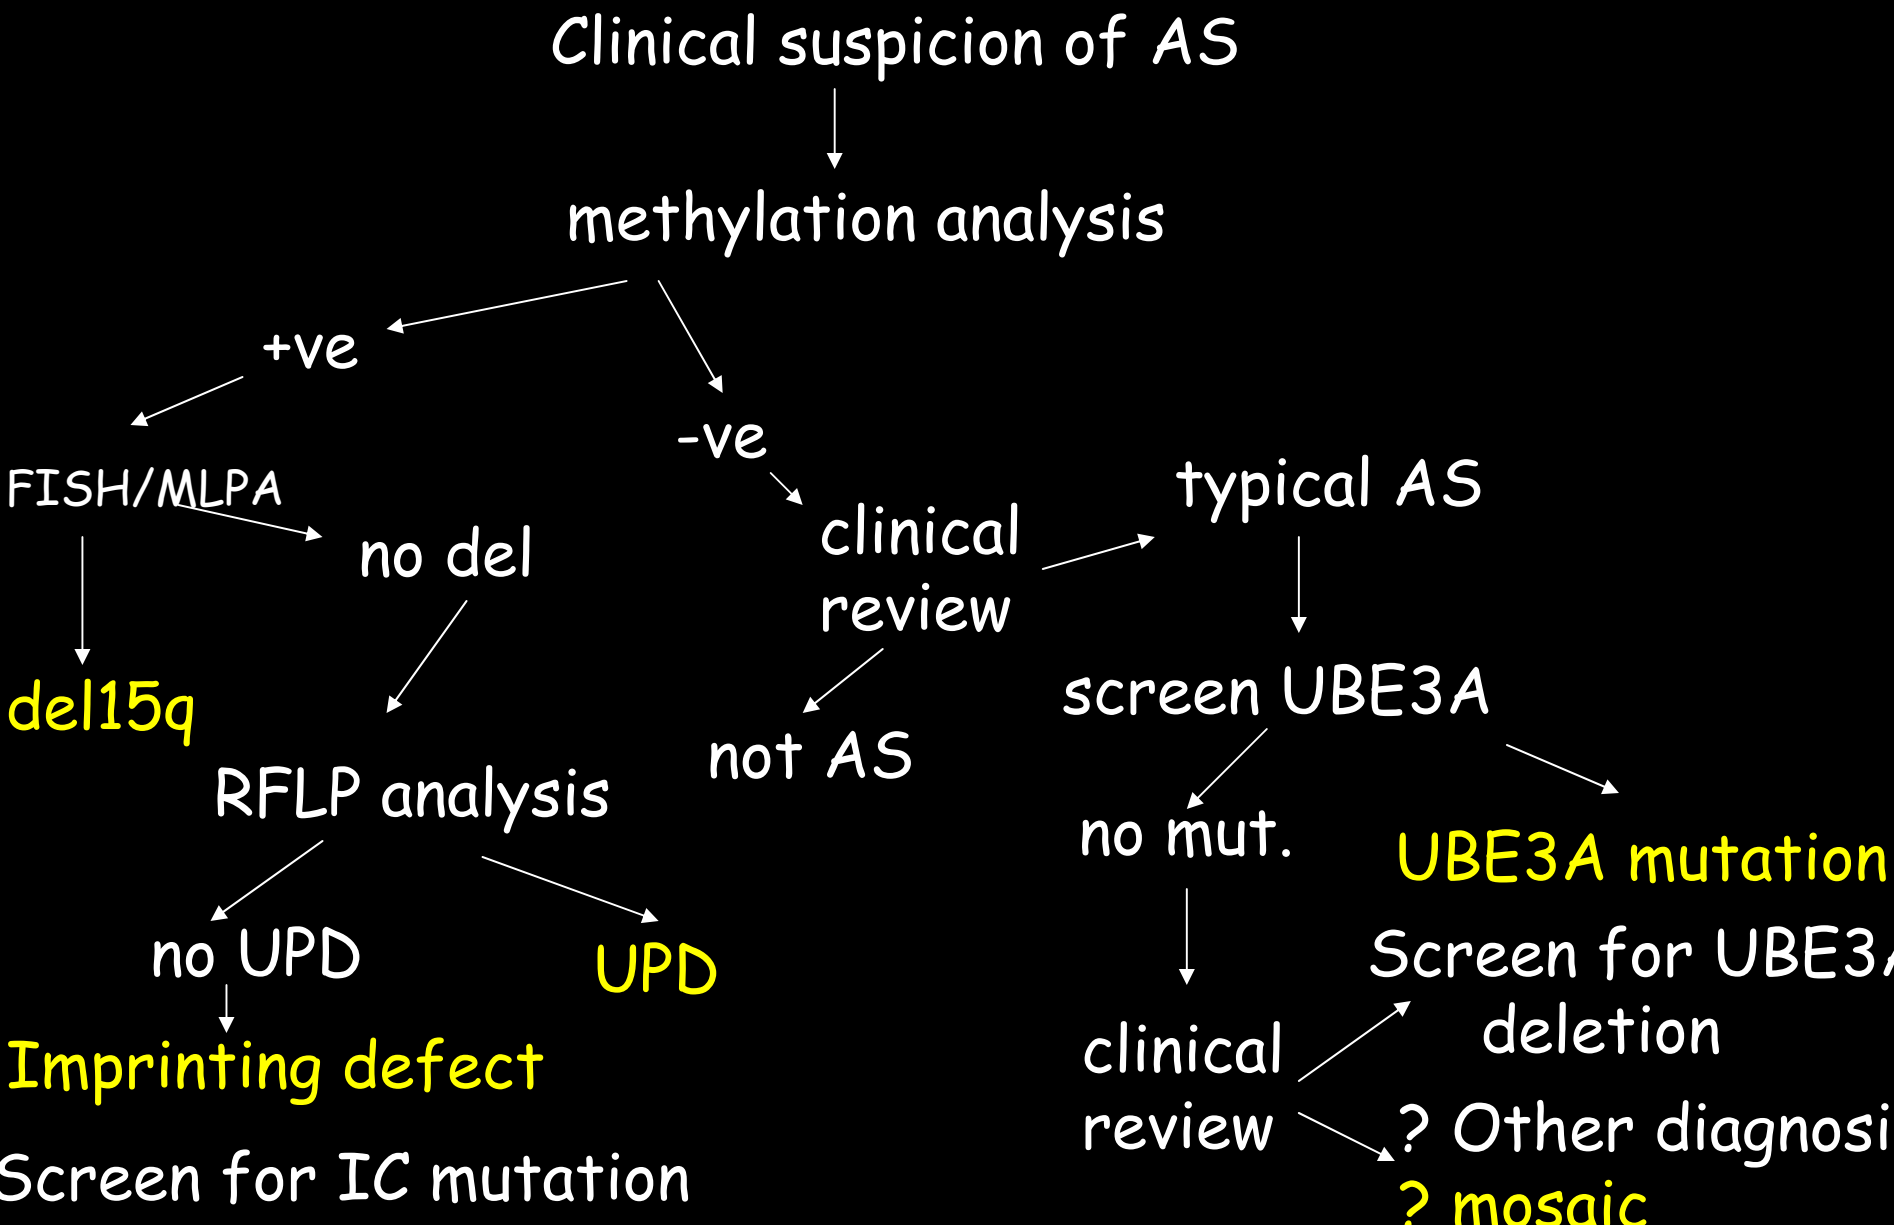 Clinical suspicion of AS
methylation analysis
+ve
-ve
FISH/MLPA
no del
clinical
review
typical AS
del15q
screen UBE3A
RFLP analysis
not AS
no mut.
UBE3A mutation
no UPD
UPD
Screen for UBE3A
deletion
Imprinting defect
clinical
review
? Other diagnosi
Screen for IC mutation
? mosaic